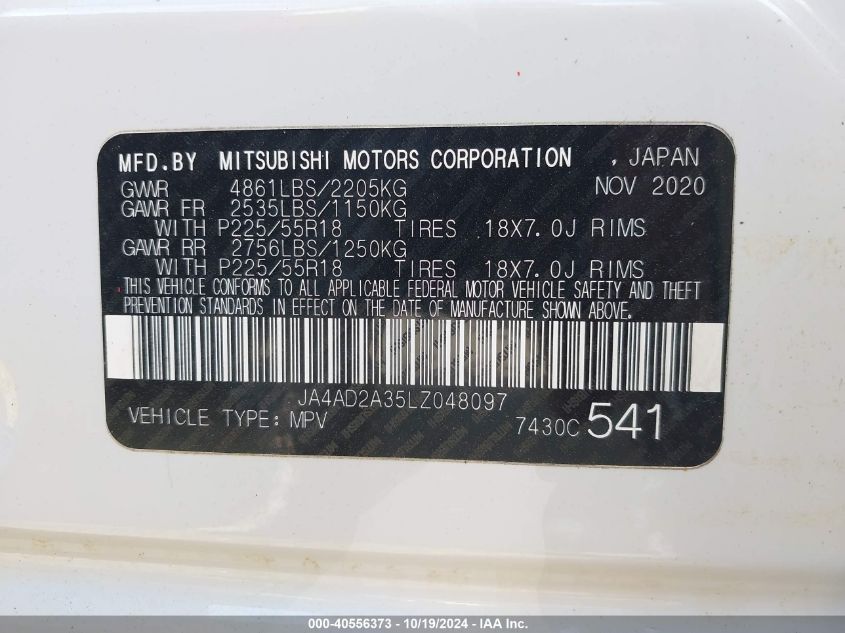 MFD.BY MITSUBISHI MOTORS CORPORATION , JAPAN
GVWR 4861LBS/2205KG NOV 2020
GAWR FR 2535LBS/1150KG
WITH P225/55R18 TIRES 18X7.0J RIMS
GAWR RR 2756LBS/1250KG
WITH P225/55R18 TIRES 18X7.0J RIMS
THIS VEHICLE CONFORMS TO ALL APPLICABLE FEDERAL MOTOR VEHICLE SAFETY AND THEFT
PREVENTION STANDARDS IN EFFECT ON THE DATE OF MANUFACTURE SHOWN ABOVE.
JA4AD2A35LZ048097
VEHICLE TYPE: MPV 7430C 541
000-40556373 - 10/19/2024 - IAA Inc.